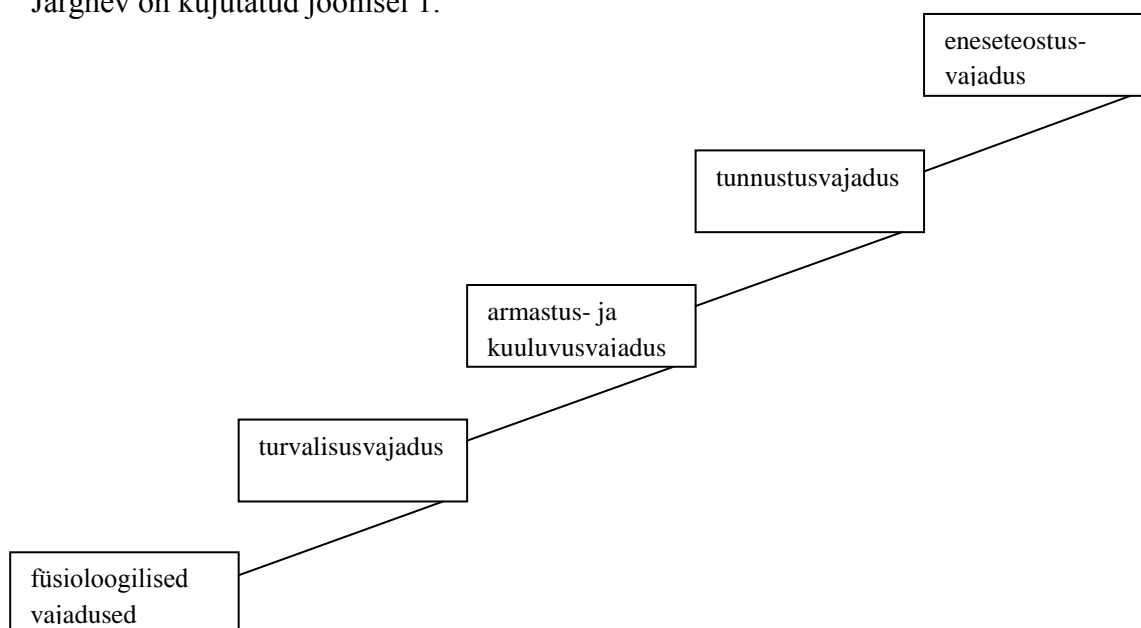 Järgnev on kujutatud joonisel 1.
eneseteostus-
vajadus
tunnustusvajadus
armastus- ja
kuuluvusvajadus
turvalisusvajadus
füsioloogilised
vajadused